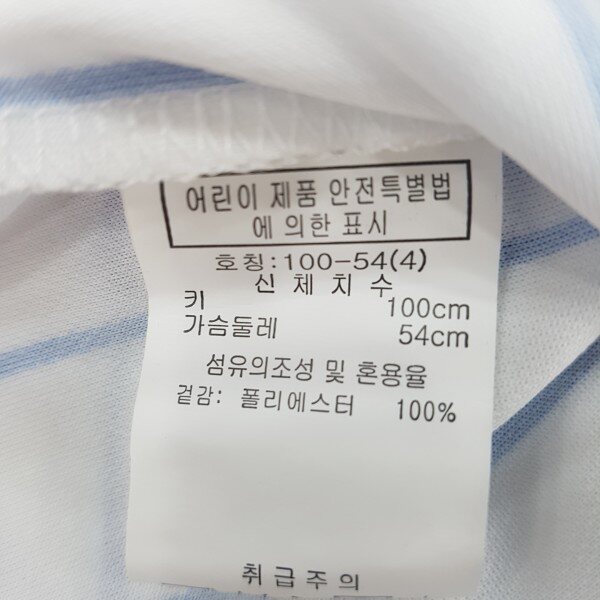 어린이 제품 안전특별법
에 의한 표시
호칭:100-54(4)
신체치수
키 100cm
가슴둘레 54cm
섬유의조성 및 혼용율
겉감: 폴리에스터 100%
취급주의